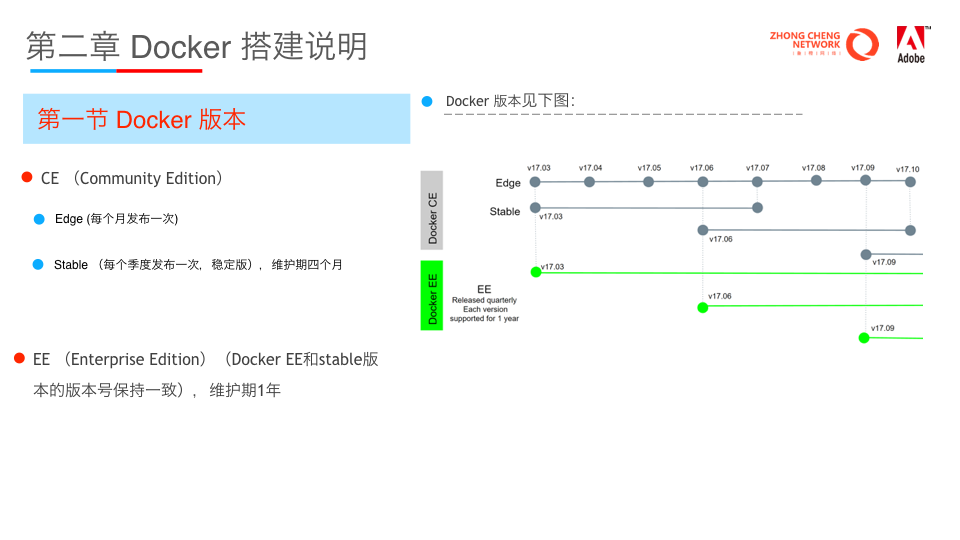 第二章 Docker 搭建说明
ZHONG CHENG
NETWORK
Adobe
第一节 Docker 版本
CE （Community Edition）
Edge (每个月发布一次)
Stable （每个季度发布一次，稳定版），维护期四个月
EE （Enterprise Edition）（Docker EE和stable版
本的版本号保持一致），维护期1年
Docker 版本见下图：
v17.03 v17.04 v17.05 v17.06 v17.07 v17.08 v17.09 v17.10
Docker CE
Edge
Stable
v17.03
v17.06
v17.09
Docker EE
v17.03
EE
Released quarterly
Each version
supported for 1 year
v17.06
v17.09